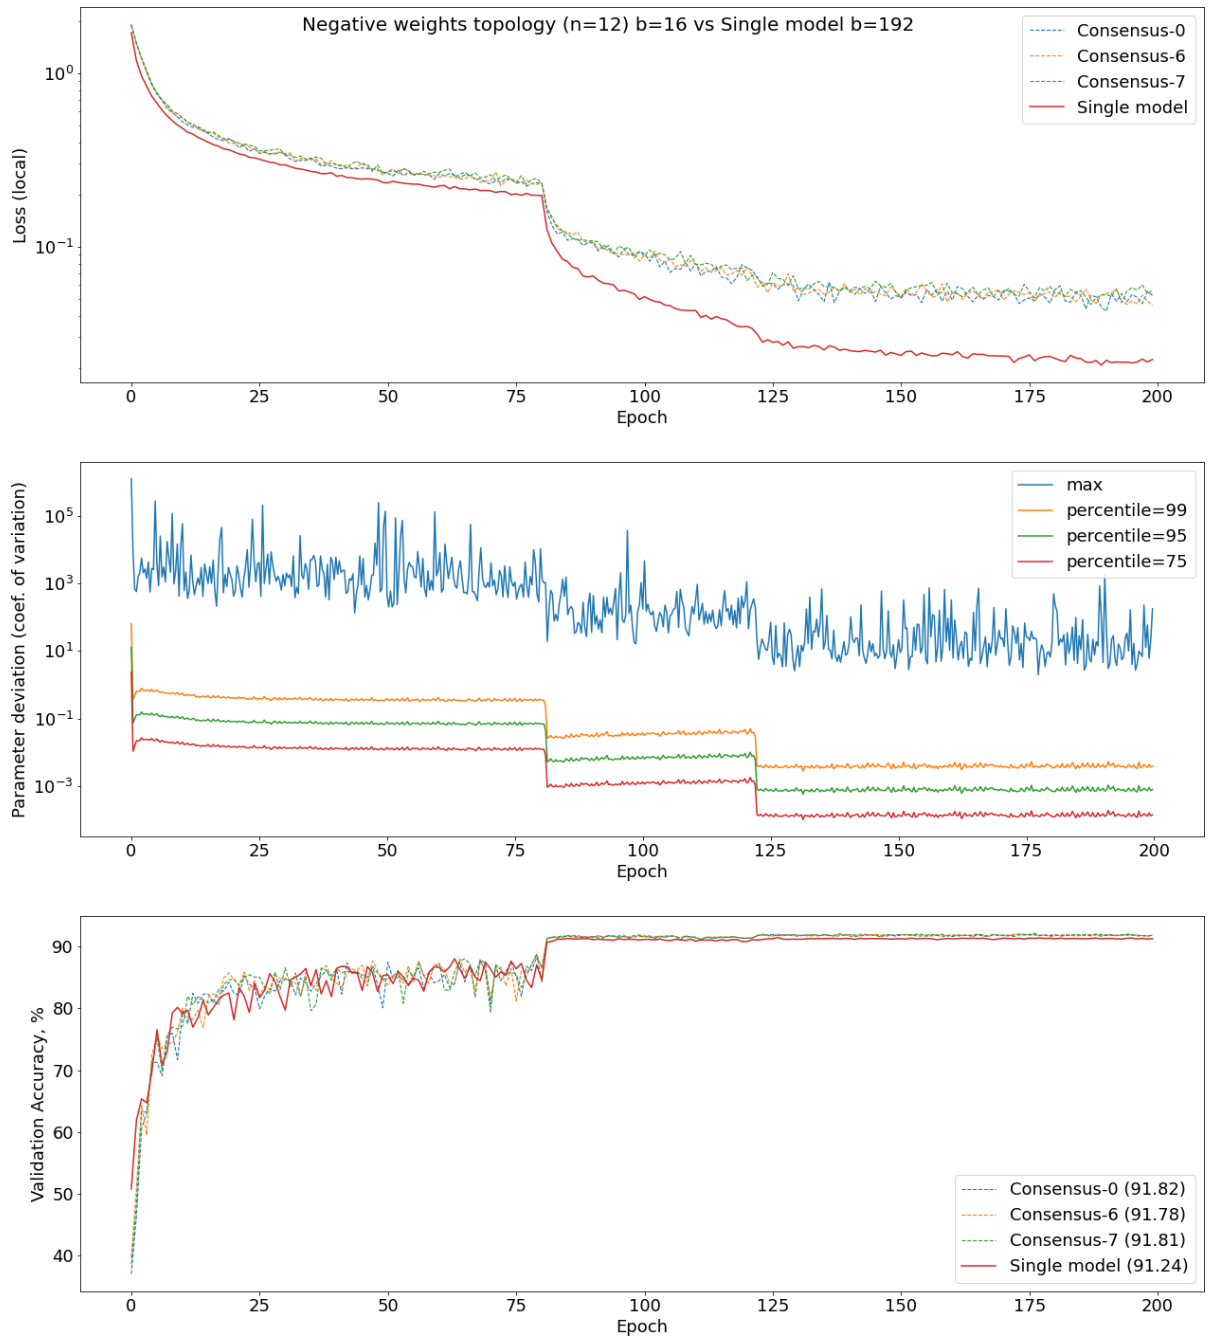 Negative weights topology (n=12) b=16 vs Single model b=192
Consensus-0
Consensus-6
Consensus-7
Single model
Loss (local)
10^0
10^-1
0 25 50 75 100 125 150 175 200
Epoch
max
percentile=99
percentile=95
percentile=75
Parameter deviation (coef. of variation)
10^5
10^3
10^1
10^-1
10^-3
0 25 50 75 100 125 150 175 200
Epoch
Validation Accuracy, %
90
80
70
60
50
40
Consensus-0 (91.82)
Consensus-6 (91.78)
Consensus-7 (91.81)
Single model (91.24)
0 25 50 75 100 125 150 175 200
Epoch